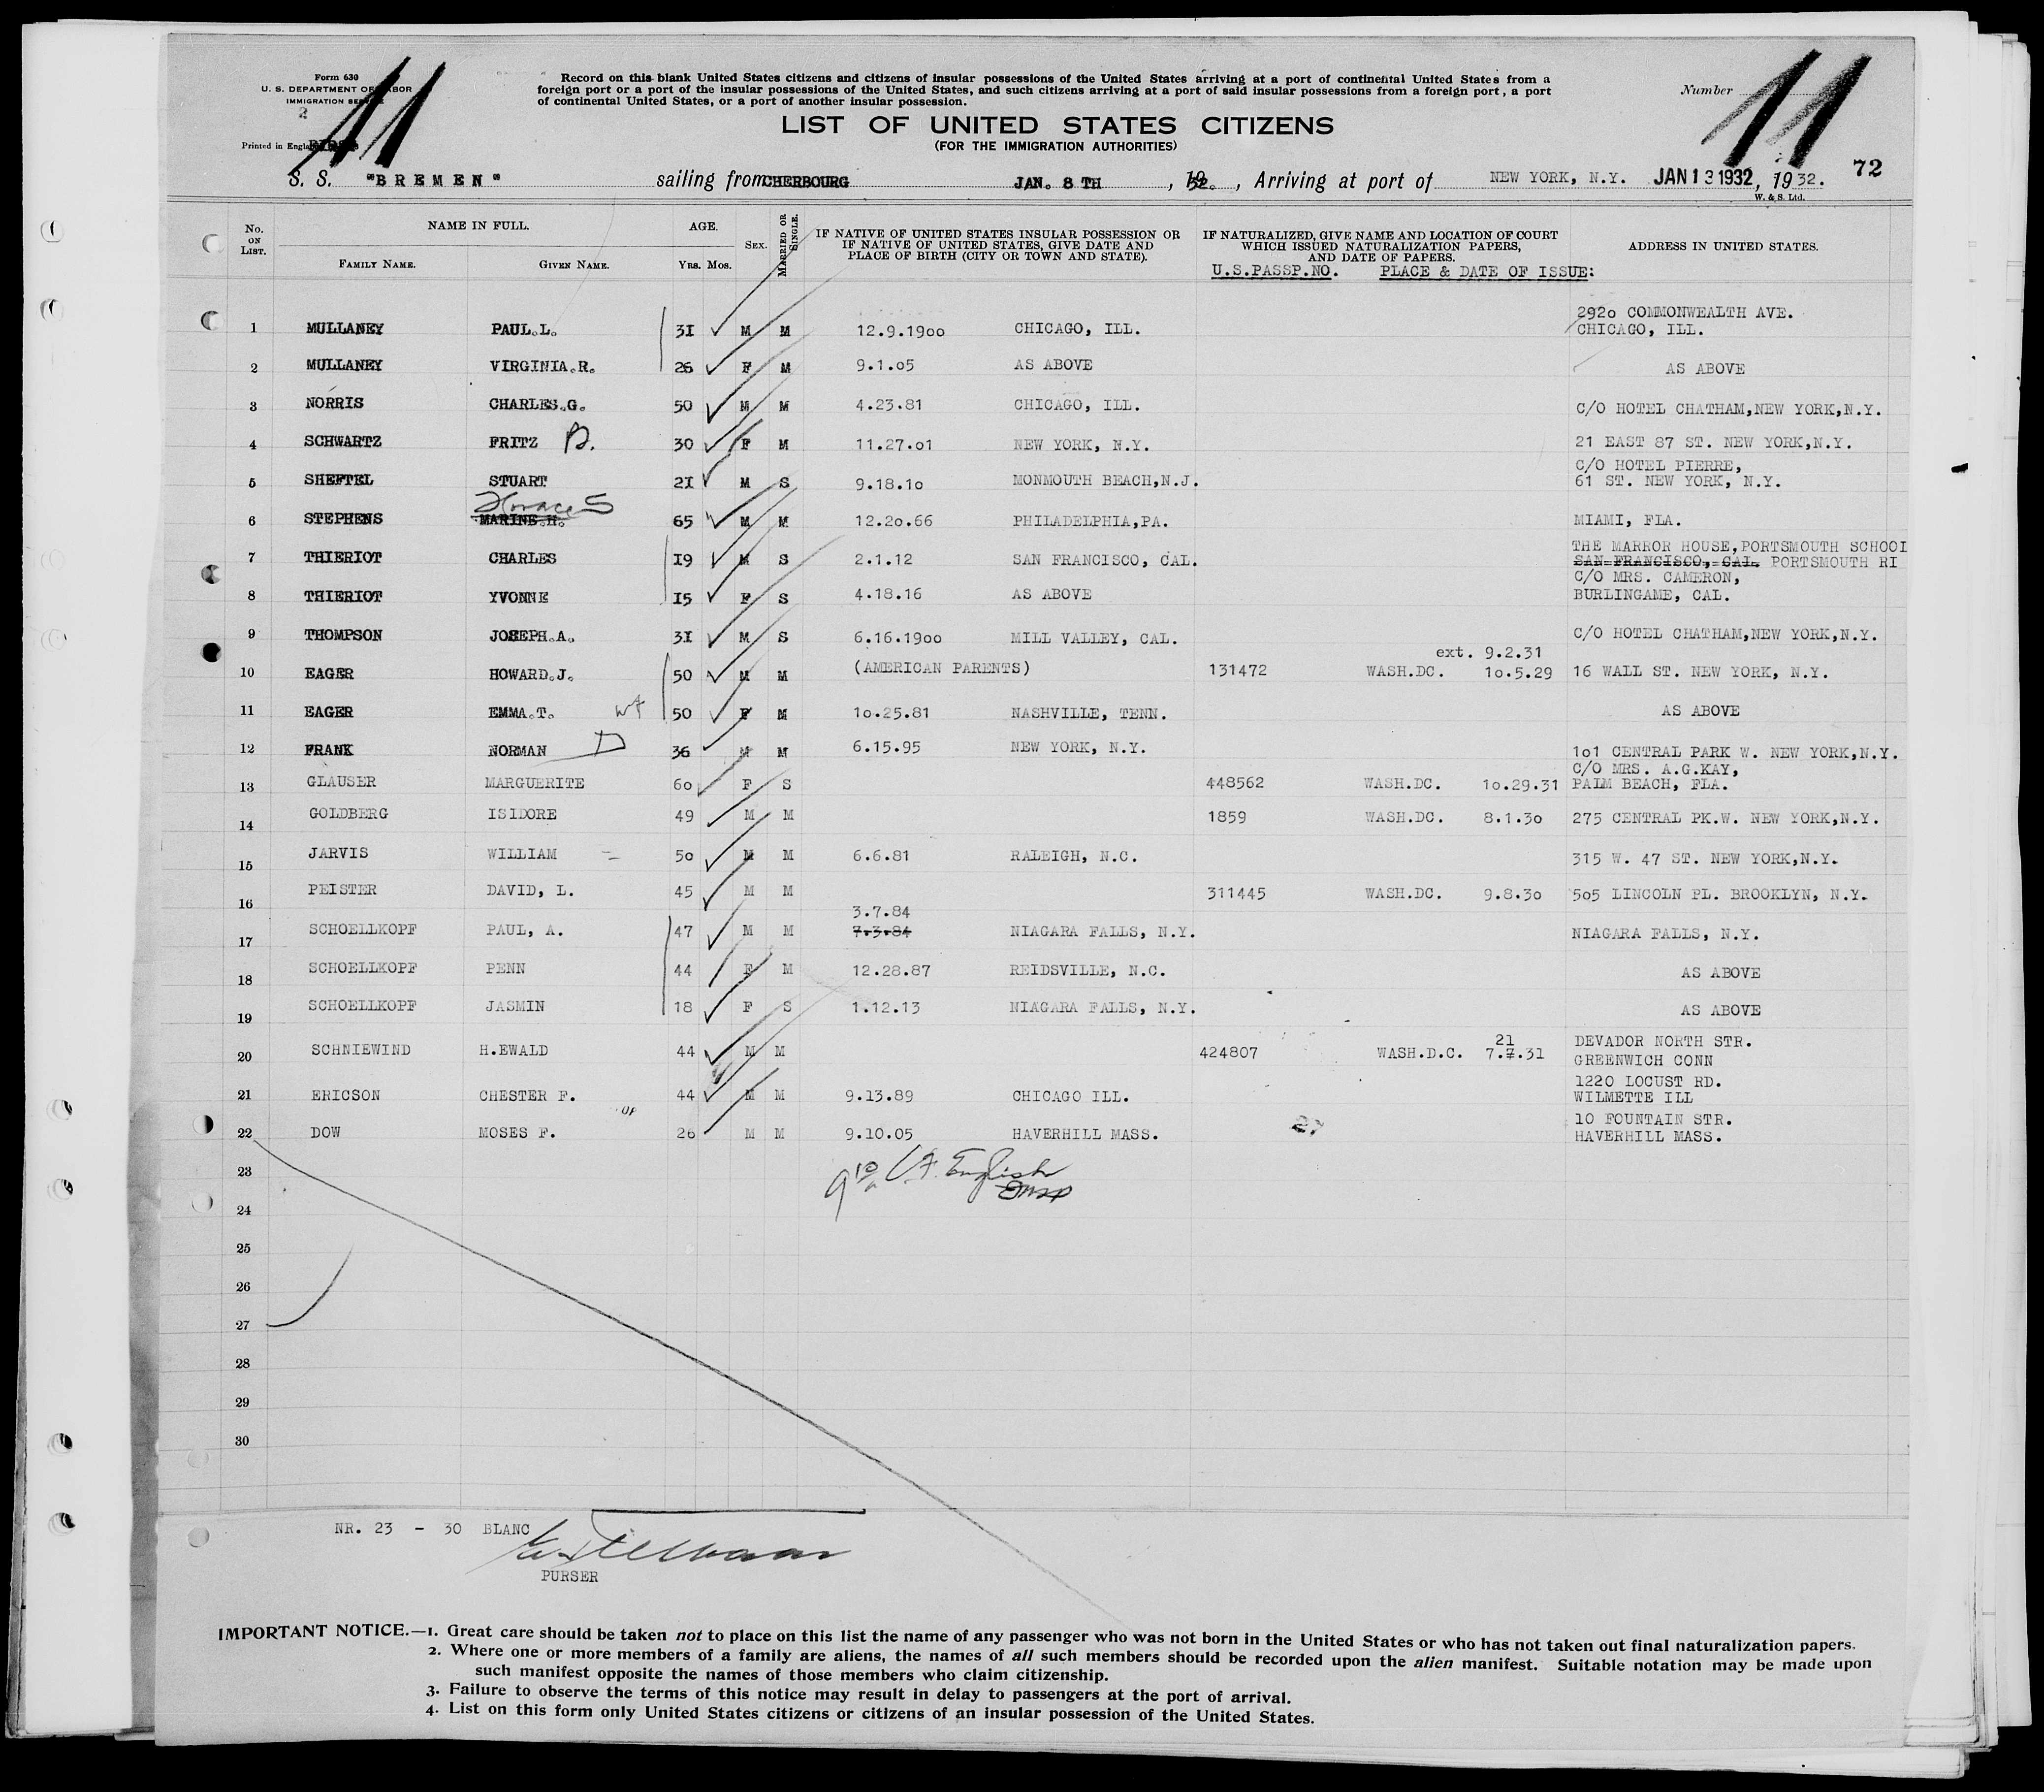 Form 630
U. S. DEPARTMENT OF LABOR
IMMIGRATION SERVICE
2
Printed in England
11
Record on this blank United States citizens and citizens of insular possessions of the United States arriving at a port of continental United States from a
foreign port or a port of the insular possessions of the United States, and such citizens arriving at a port of said insular possessions from a foreign port, a port
of continental United States, or a port of another insular possession.
Number 11
LIST OF UNITED STATES CITIZENS
(FOR THE IMMIGRATION AUTHORITIES)
72
S. S. "BREMEN" sailing from CHERBOURG JAN. 8 TH , 1932. , Arriving at port of NEW YORK, N.Y. JAN 13 1932, 1932.
W. & S. Ltd.
No. ON LIST. NAME IN FULL. AGE. SEX. MARRIED OR SINGLE. IF NATIVE OF UNITED STATES INSULAR POSSESSION OR IF NATIVE OF UNITED STATES, GIVE DATE AND PLACE OF BIRTH (CITY OR TOWN AND STATE). IF NATURALIZED, GIVE NAME AND LOCATION OF COURT WHICH ISSUED NATURALIZATION PAPERS, AND DATE OF PAPERS. ADDRESS IN UNITED STATES.
FAMILY NAME. GIVEN NAME. YRS. MOS. U.S.PASSP.NO. PLACE & DATE OF ISSUE:
2920 COMMONWEALTH AVE.
1 MULLANEY PAUL.L. 31 M M 12.9.1900 CHICAGO, ILL. CHICAGO, ILL.
2 MULLANEY VIRGINIA.R. 26 F M 9.1.05 AS ABOVE AS ABOVE
3 NORRIS CHARLES.G. 50 M M 4.23.81 CHICAGO, ILL. C/O HOTEL CHATHAM,NEW YORK,N.Y.
4 SCHWARTZ FRITZ B. 30 F M 11.27.01 NEW YORK, N.Y. 21 EAST 87 ST. NEW YORK,N.Y.
C/O HOTEL PIERRE,
5 SHEFTEL STUART 21 M S 9.18.10 MONMOUTH BEACH,N.J. 61 ST. NEW YORK, N.Y.
Horace S
6 STEPHENS MARINE.H. 65 M M 12.20.66 PHILADELPHIA,PA. MIAMI, FLA.
THE MARROR HOUSE,PORTSMOUTH SCHOOL
7 THIERIOT CHARLES 19 M S 2.1.12 SAN FRANCISCO, CAL. SAN FRANCISCO, CAL. PORTSMOUTH RI
C/O MRS. CAMERON,
8 THIERIOT YVONNE 15 F S 4.18.16 AS ABOVE BURLINGAME, CAL.
9 THOMPSON JOSEPH.A. 31 M S 6.16.1900 MILL VALLEY, CAL. C/O HOTEL CHATHAM,NEW YORK,N.Y.
ext. 9.2.31
10 EAGER HOWARD.J. 50 M M (AMERICAN PARENTS) 131472 WASH.DC. 10.5.29 16 WALL ST. NEW YORK, N.Y.
11 EAGER EMMA.T. wf 50 F M 10.25.81 NASHVILLE, TENN. AS ABOVE
12 FRANK NORMAN D 36 M M 6.15.95 NEW YORK, N.Y. 101 CENTRAL PARK W. NEW YORK,N.Y.
C/O MRS. A.G.KAY,
13 GLAUSER MARGUERITE 60 F S 448562 WASH.DC. 10.29.31 PALM BEACH, FLA.
14 GOLDBERG ISIDORE 49 M M 1859 WASH.DC. 8.1.30 275 CENTRAL PK.W. NEW YORK,N.Y.
15 JARVIS WILLIAM 50 M M 6.6.81 RALEIGH, N.C. 315 W. 47 ST. NEW YORK,N.Y.
16 PEISTER DAVID, L. 45 M M 311445 WASH.DC. 9.8.30 505 LINCOLN PL. BROOKLYN, N.Y.
3.7.84
17 SCHOELLKOPF PAUL, A. 47 M M 7.3.84 NIAGARA FALLS, N.Y. NIAGARA FALLS, N.Y.
18 SCHOELLKOPF PENN 44 F M 12.28.87 REIDSVILLE, N.C. AS ABOVE
19 SCHOELLKOPF JASMIN 18 F S 1.12.13 NIAGARA FALLS, N.Y. AS ABOVE
21 DEVADOR NORTH STR.
20 SCHNIEWIND H.EWALD 44 M M 424807 WASH.D.C. 7.7.31 GREENWICH CONN
1220 LOCUST RD.
21 ERICSON CHESTER F. 44 M M 9.13.89 CHICAGO ILL. WILMETTE ILL
10 FOUNTAIN STR.
22 DOW MOSES F. 26 M M 9.10.05 HAVERHILL MASS. HAVERHILL MASS.
23
English
24
25
26
27
28
29
30
NR. 23 - 30 BLANC
PURSER
IMPORTANT NOTICE.—1. Great care should be taken not to place on this list the name of any passenger who was not born in the United States or who has not taken out final naturalization papers.
2. Where one or more members of a family are aliens, the names of all such members should be recorded upon the alien manifest. Suitable notation may be made upon
such manifest opposite the names of those members who claim citizenship.
3. Failure to observe the terms of this notice may result in delay to passengers at the port of arrival.
4. List on this form only United States citizens or citizens of an insular possession of the United States.